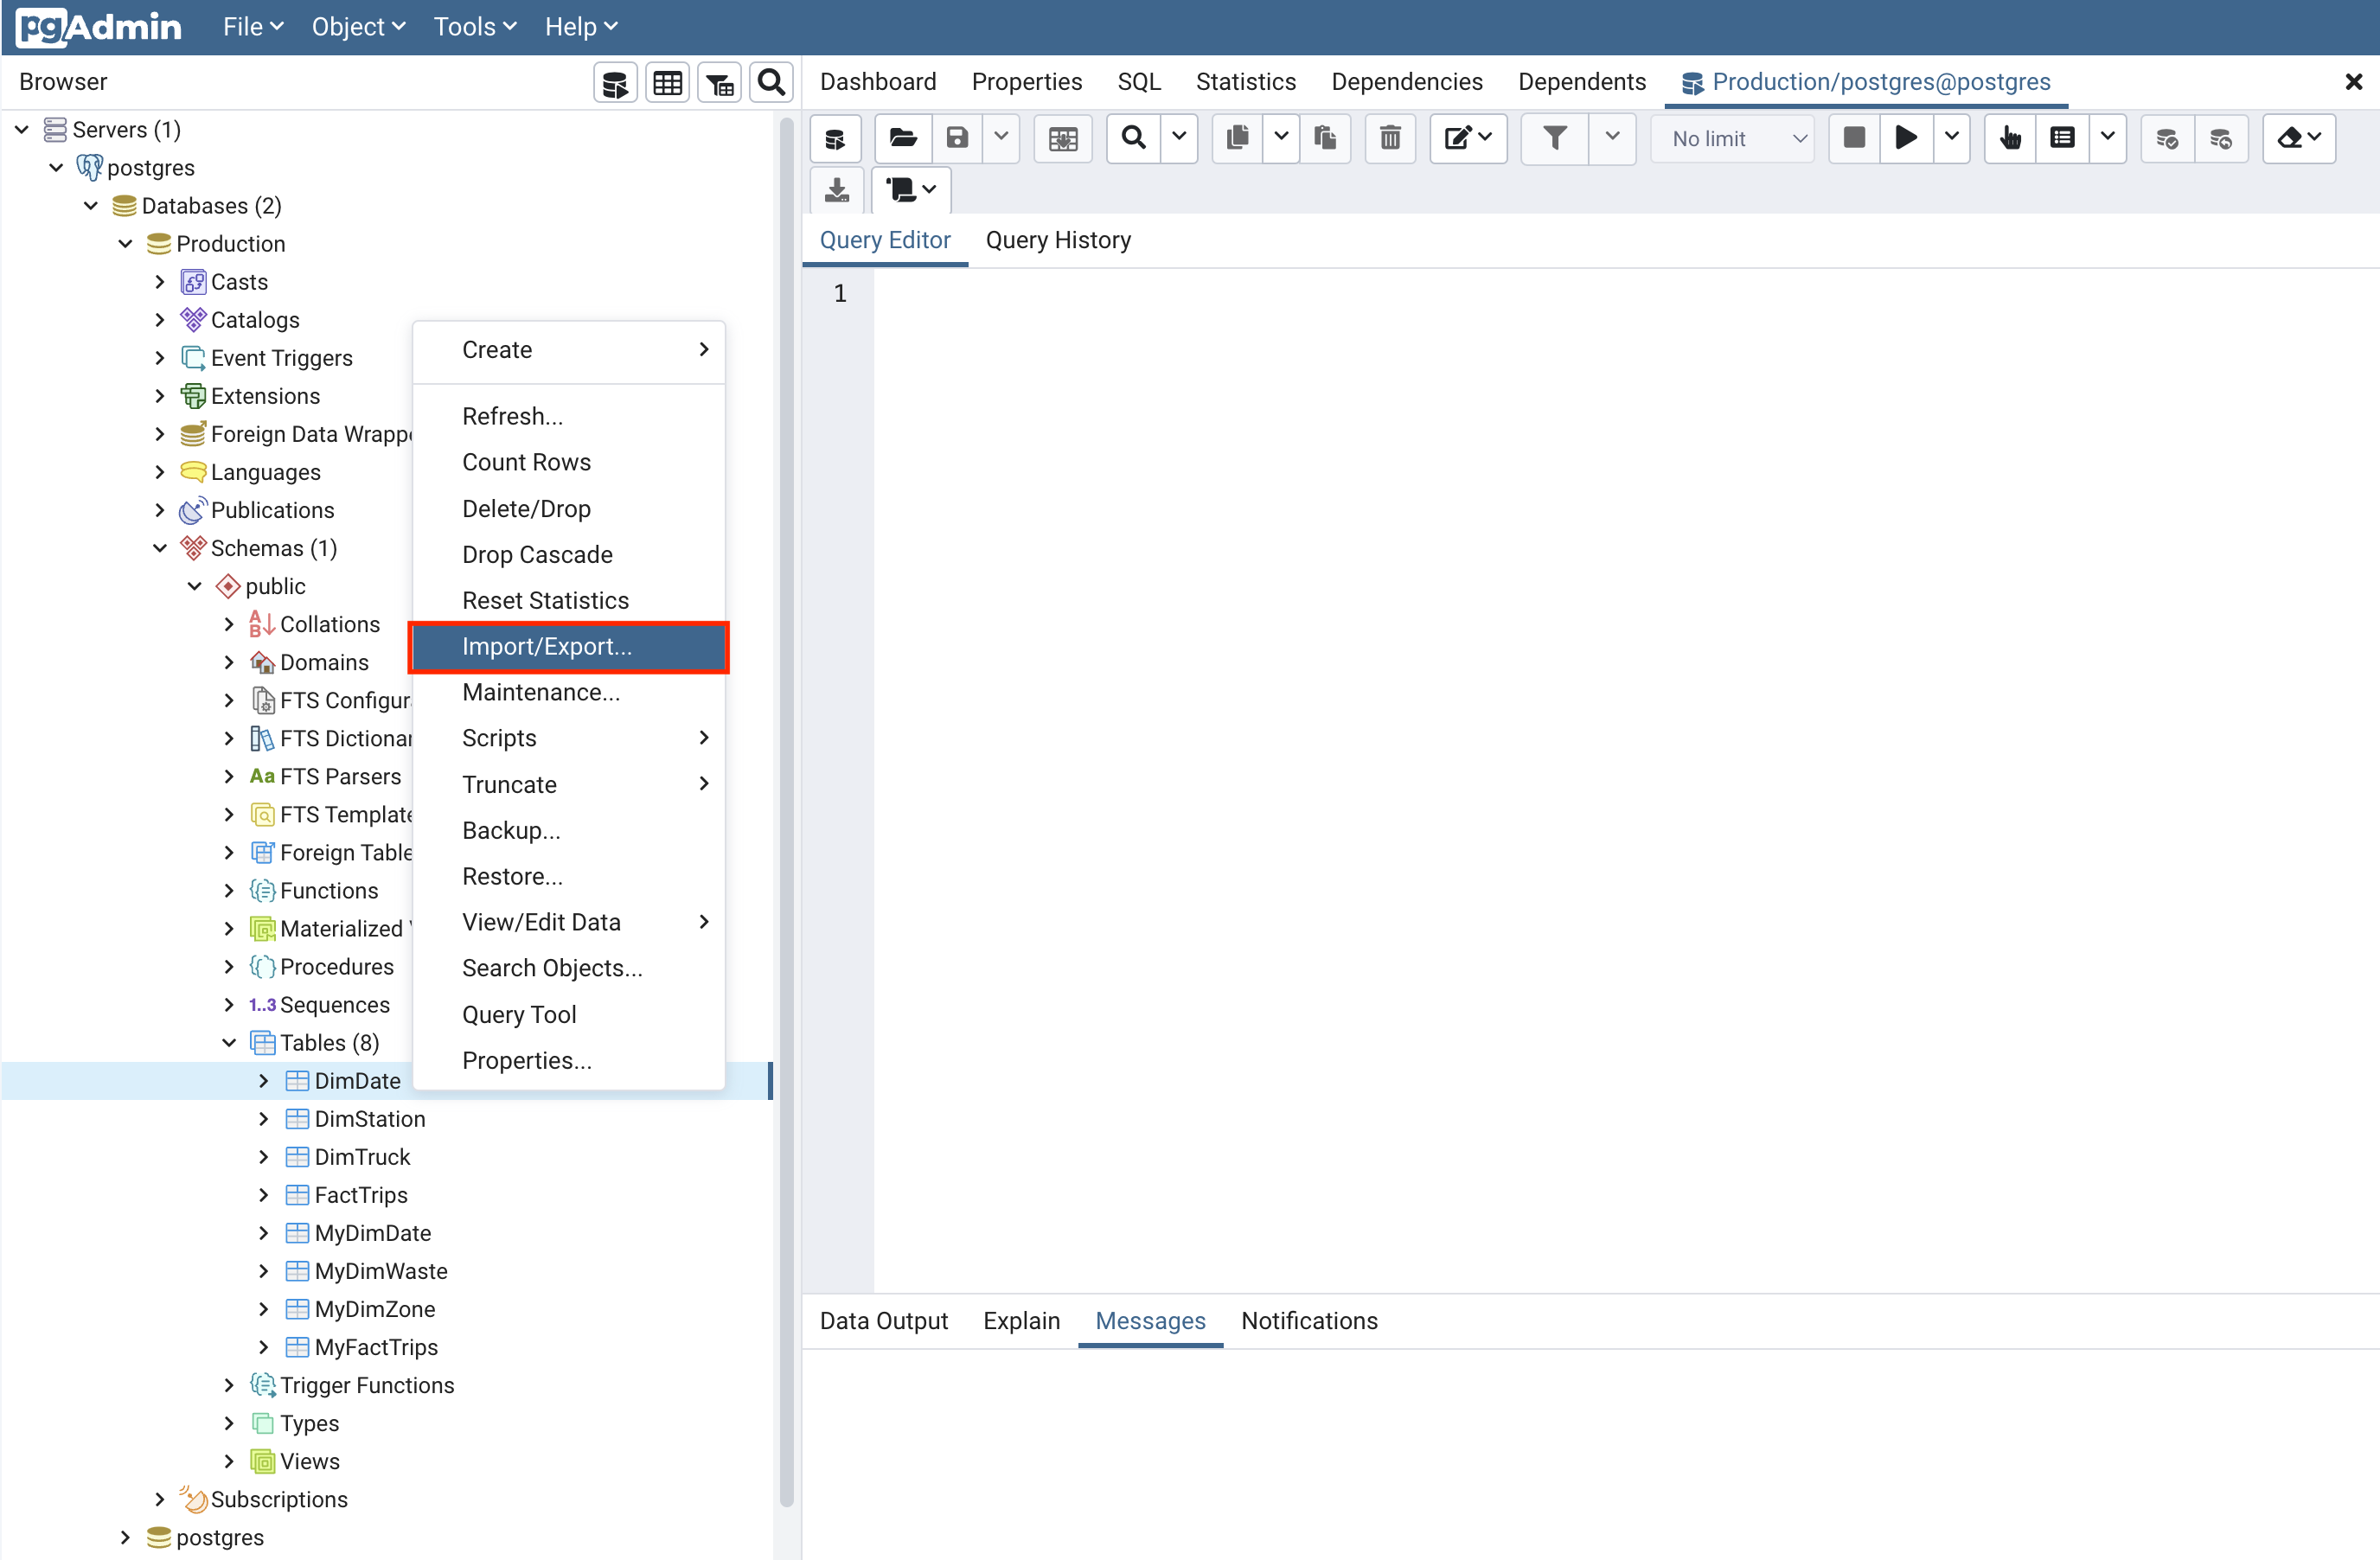 pgAdmin File Object Tools Help
Browser
Dashboard Properties SQL Statistics Dependencies Dependents Production/postgres@postgres
No limit
Query Editor Query History
1
Servers (1)
postgres
Databases (2)
Production
Casts
Catalogs
Event Triggers
Extensions
Foreign Data Wrappe
Languages
Publications
Schemas (1)
public
AB Collations
Domains
FTS Configur
FTS Dictionar
Aa FTS Parsers
FTS Template
Foreign Table
Functions
Materialized
Procedures
1..3 Sequences
Tables (8)
DimDate
DimStation
DimTruck
FactTrips
MyDimDate
MyDimWaste
MyDimZone
MyFactTrips
Trigger Functions
Types
Views
Subscriptions
postgres
Create
Refresh...
Count Rows
Delete/Drop
Drop Cascade
Reset Statistics
Import/Export...
Maintenance...
Scripts
Truncate
Backup...
Restore...
View/Edit Data
Search Objects...
Query Tool
Properties...
Data Output Explain Messages Notifications